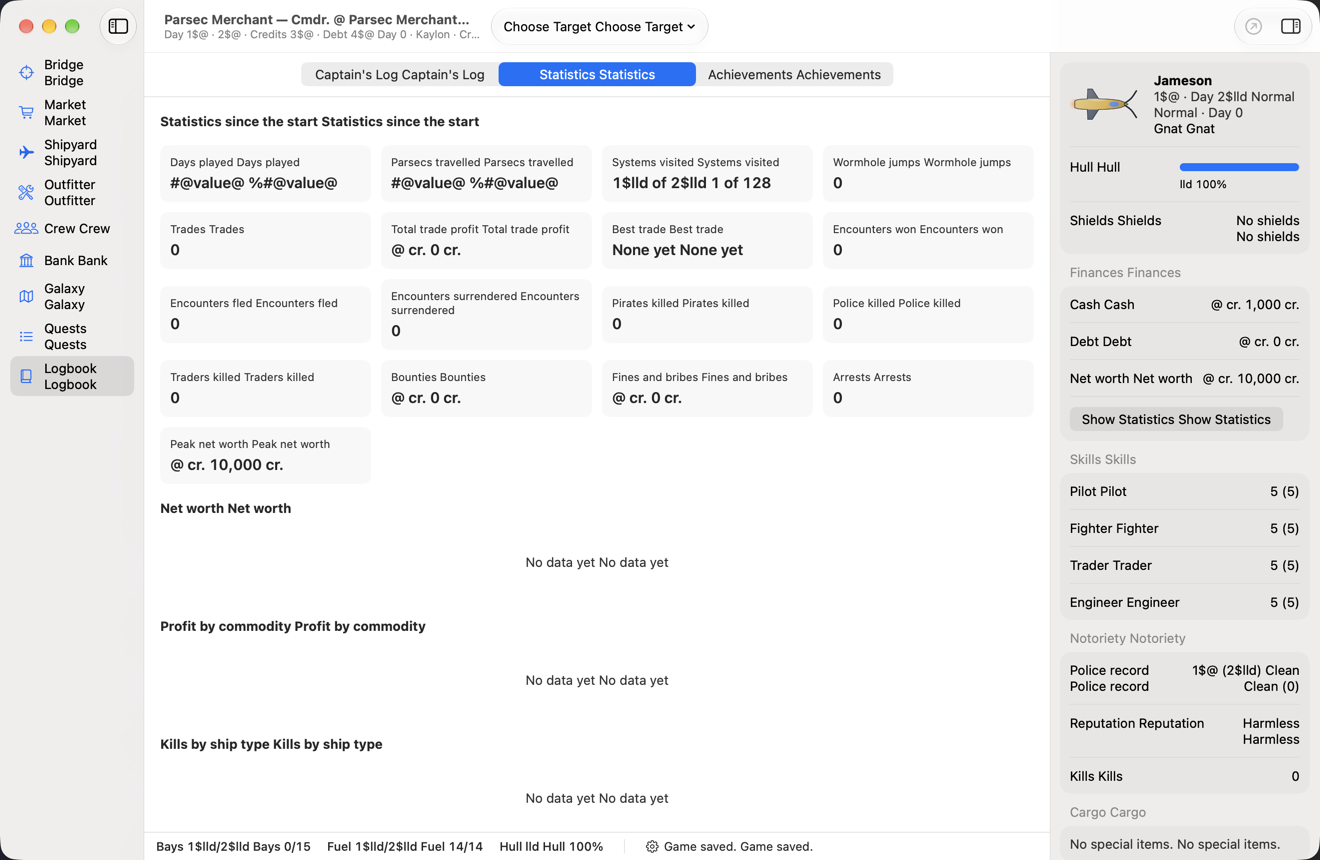 Parsec Merchant — Cmdr. @ Parsec Merchant...
Day 1$@ · 2$@ · Credits 3$@ · Debt 4$@ Day 0 · Kaylon · Cr...
Choose Target Choose Target
Bridge
Bridge
Market
Market
Shipyard
Shipyard
Outfitter
Outfitter
Crew Crew
Bank Bank
Galaxy
Galaxy
Quests
Quests
Logbook
Logbook
Captain's Log Captain's Log
Statistics Statistics
Achievements Achievements
Statistics since the start Statistics since the start
Days played Days played
#@value@ %#@value@
Parsecs travelled Parsecs travelled
#@value@ %#@value@
Systems visited Systems visited
1$lld of 2$lld 1 of 128
Wormhole jumps Wormhole jumps
0
Trades Trades
0
Total trade profit Total trade profit
@ cr. 0 cr.
Best trade Best trade
None yet None yet
Encounters won Encounters won
0
Encounters fled Encounters fled
0
Encounters surrendered Encounters
surrendered
0
Pirates killed Pirates killed
0
Police killed Police killed
0
Traders killed Traders killed
0
Bounties Bounties
@ cr. 0 cr.
Fines and bribes Fines and bribes
@ cr. 0 cr.
Arrests Arrests
0
Peak net worth Peak net worth
@ cr. 10,000 cr.
Net worth Net worth
No data yet No data yet
Profit by commodity Profit by commodity
No data yet No data yet
Kills by ship type Kills by ship type
No data yet No data yet
Bays 1$lld/2$lld Bays 0/15
Fuel 1$lld/2$lld Fuel 14/14
Hull lld Hull 100%
Game saved. Game saved.
Jameson
1$@ · Day 2$lld Normal
Normal · Day 0
Gnat Gnat
Hull Hull
lld 100%
Shields Shields
No shields
No shields
Finances Finances
Cash Cash
@ cr. 1,000 cr.
Debt Debt
@ cr. 0 cr.
Net worth Net worth
@ cr. 10,000 cr.
Show Statistics Show Statistics
Skills Skills
Pilot Pilot
5 (5)
Fighter Fighter
5 (5)
Trader Trader
5 (5)
Engineer Engineer
5 (5)
Notoriety Notoriety
Police record
Police record
1$@ (2$lld) Clean
Clean (0)
Reputation Reputation
Harmless
Harmless
Kills Kills
0
Cargo Cargo
No special items. No special items.